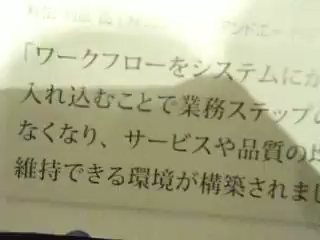 「ワークフローをシステムに
入れ込むことで業務ステップの
なくなり、サービスや品質の
維持できる環境が構築されまし